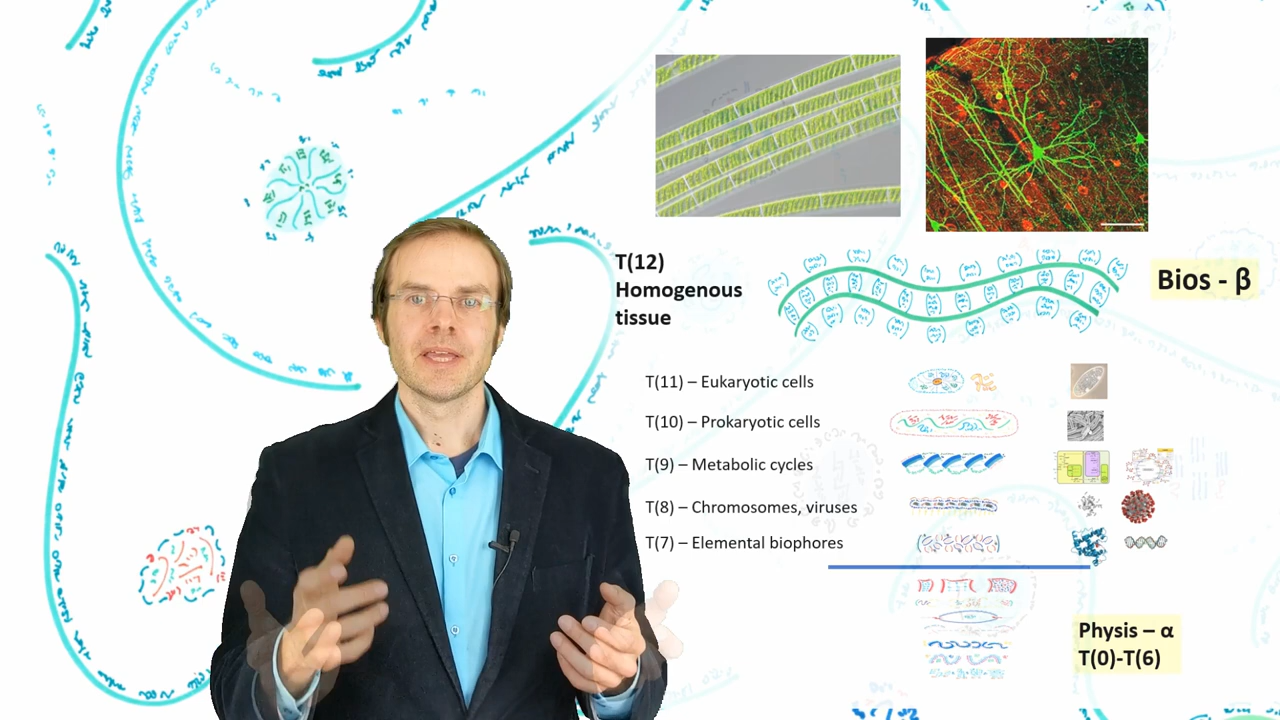 T(12)
Homogenous
tissue
Bios - β
T(11) – Eukaryotic cells
T(10) – Prokaryotic cells
T(9) – Metabolic cycles
T(8) – Chromosomes, viruses
T(7) – Elemental biophores
Physis – α
T(0)-T(6)